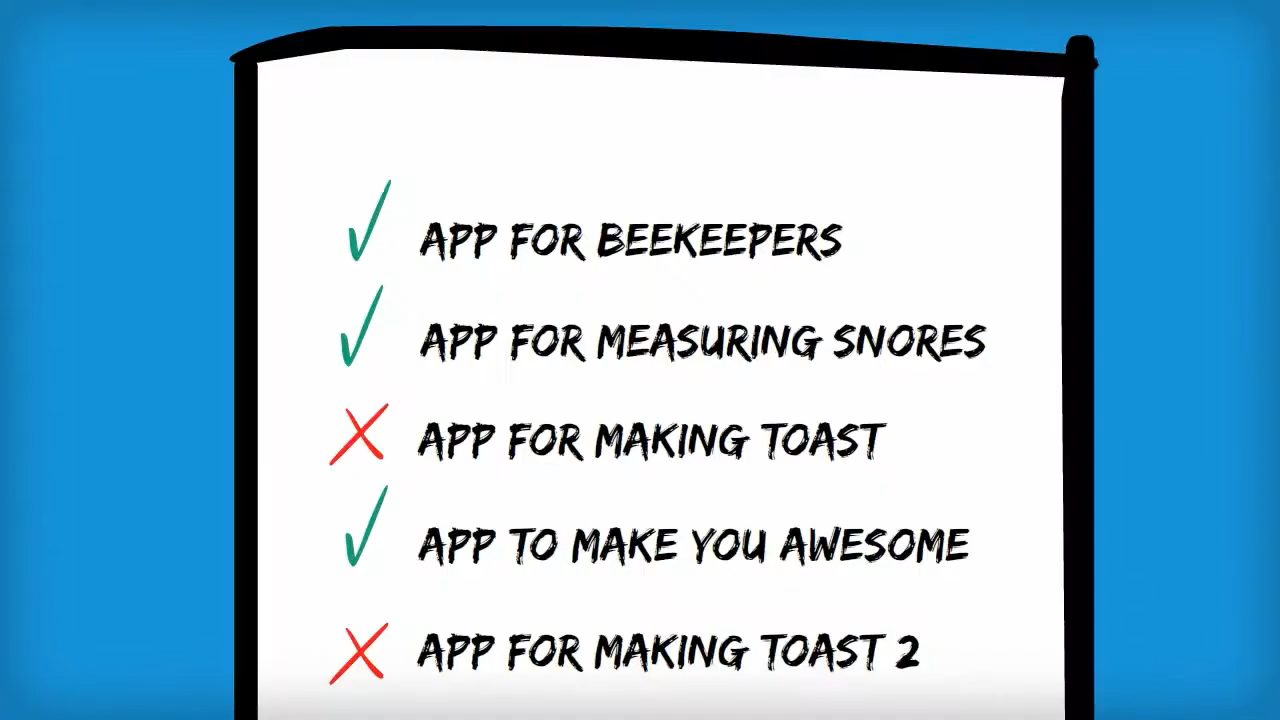 APP FOR BEEKEEPERS
APP FOR MEASURING SNORES
APP FOR MAKING TOAST
APP TO MAKE YOU AWESOME
APP FOR MAKING TOAST 2